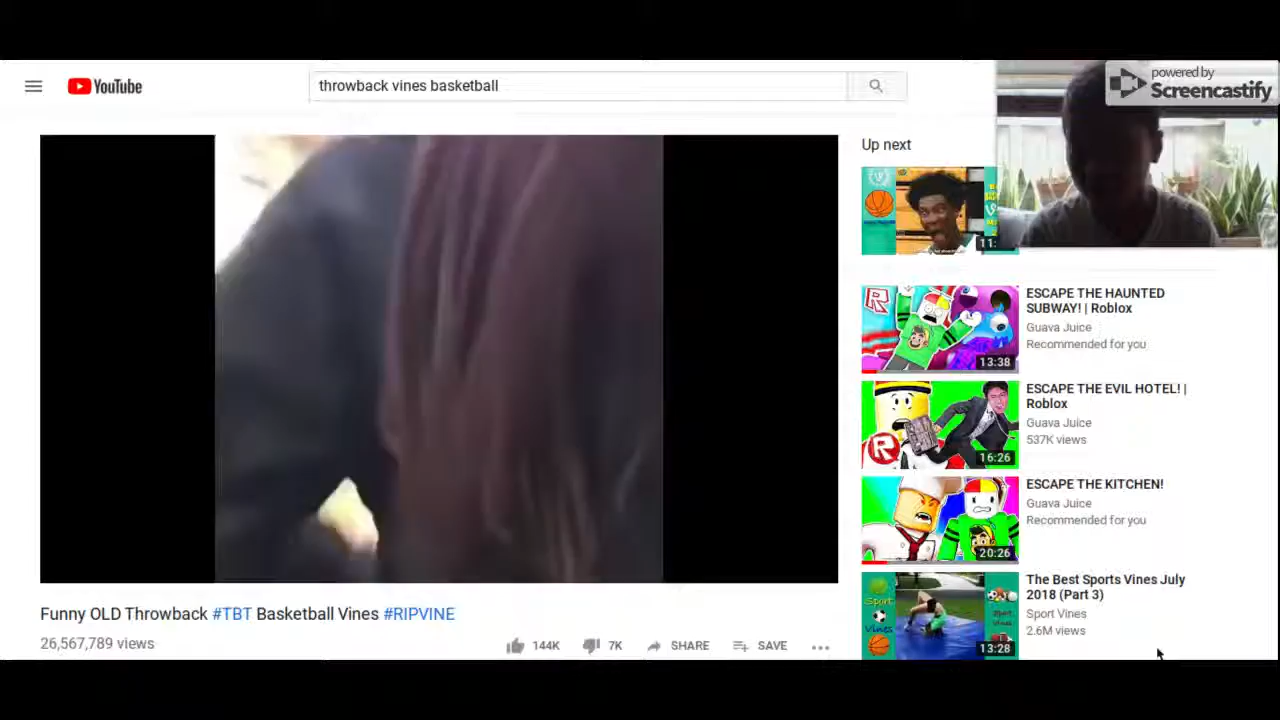 YouTube
throwback vines basketball
powered by
Screencastify
Up next
11:
ESCAPE THE HAUNTED
SUBWAY! | Roblox
Guava Juice
Recommended for you
13:38
ESCAPE THE EVIL HOTEL! |
Roblox
Guava Juice
537K views
16:26
ESCAPE THE KITCHEN!
Guava Juice
Recommended for you
20:26
The Best Sports Vines July
2018 (Part 3)
Sport Vines
2.6M views
13:28
Sport
Vines
Funny OLD Throwback #TBT Basketball Vines #RIPVINE
26,567,789 views
144K
7K
SHARE
SAVE